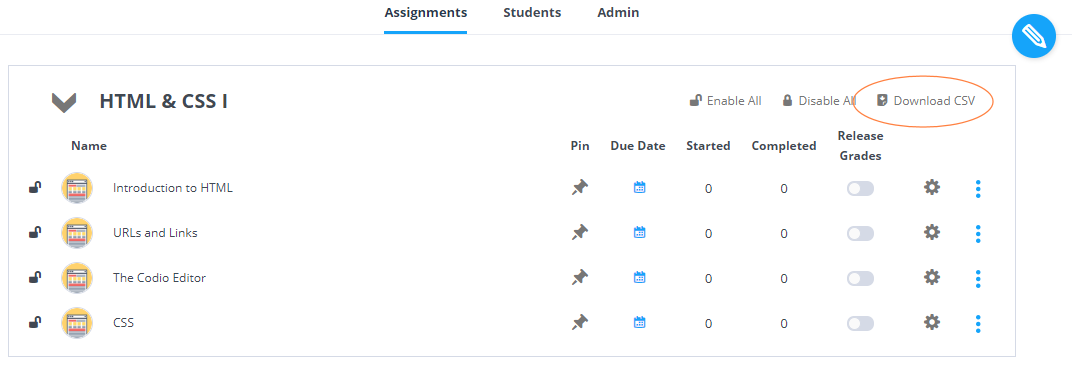 Assignments Students Admin
HTML & CSS I
Enable All Disable All Download CSV
Name Pin Due Date Started Completed Release Grades
Introduction to HTML 0 0
URLs and Links 0 0
The Codio Editor 0 0
CSS 0 0